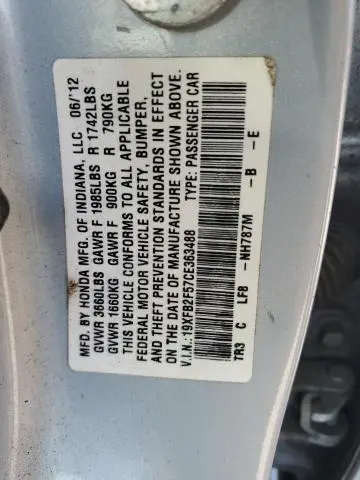 MFD. BY HONDA MFG. OF INDIANA, LLC 06/12
GVWR 3660LBS GAWR F 1985LBS R 1742LBS
GVWR 1660KG GAWR F 900KG R 790KG
THIS VEHICLE CONFORMS TO ALL APPLICABLE
FEDERAL MOTOR VEHICLE SAFETY, BUMPER,
& THEFT PREVENTION STANDARDS IN EFFECT
ON THE DATE OF MANUFACTURE SHOWN ABOVE.
V.I.N.:19XFB2F57CE363488 TYPE: PASSENGER CAR
TR3 C LF8 -NH787M -B -E